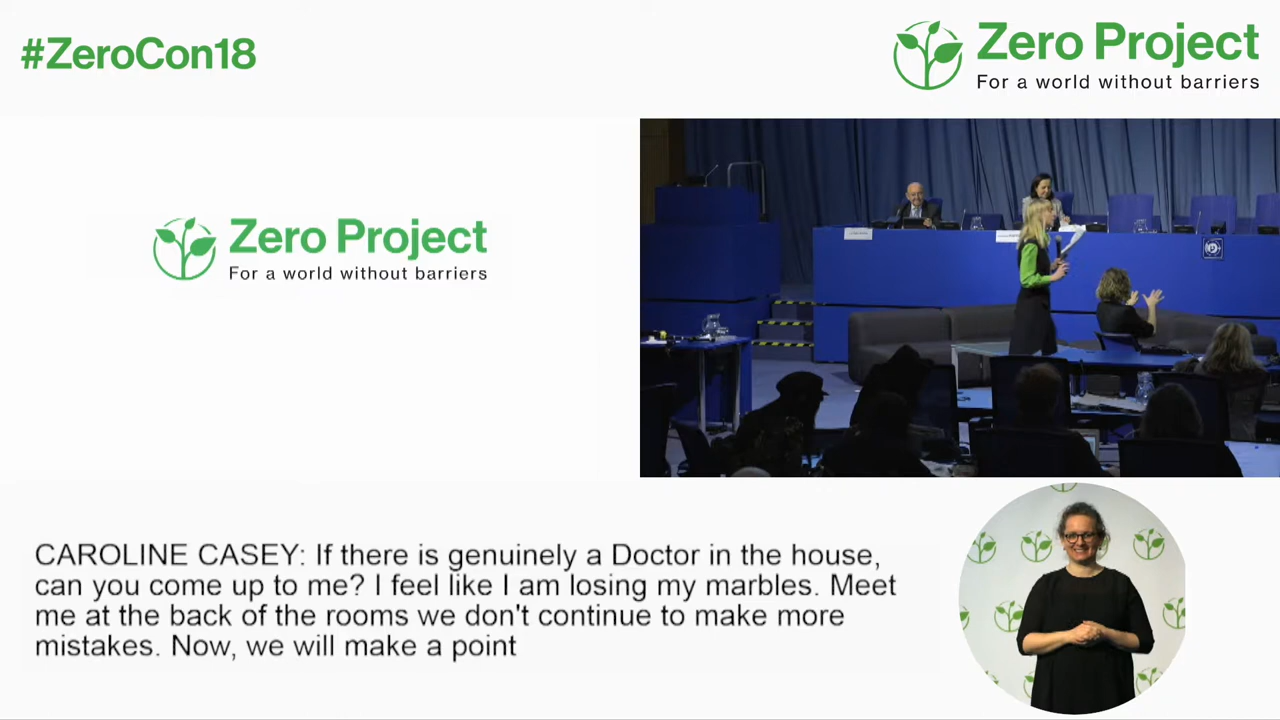 #ZeroCon18
Zero Project
For a world without barriers
Zero Project
For a world without barriers
CAROLINE CASEY: If there is genuinely a Doctor in the house,
can you come up to me? I feel like I am losing my marbles. Meet
me at the back of the rooms we don't continue to make more
mistakes. Now, we will make a point